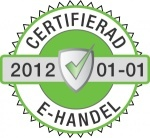 CERTIFIERAD
2012 01-01
E-HANDEL